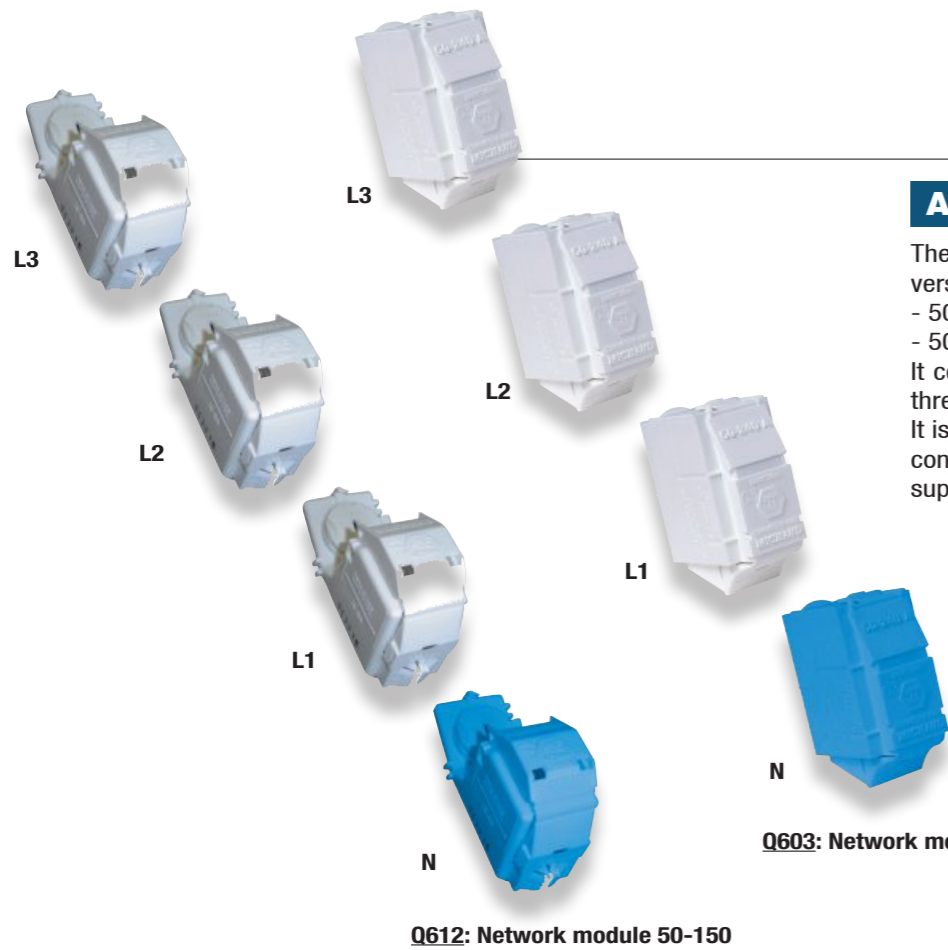 L3
L3
L2
L2
L1
L1
N
N
A
The
vers
- 50
- 50
It c
thre
It is
con
sup
Q603: Network m
Q612: Network module 50-150